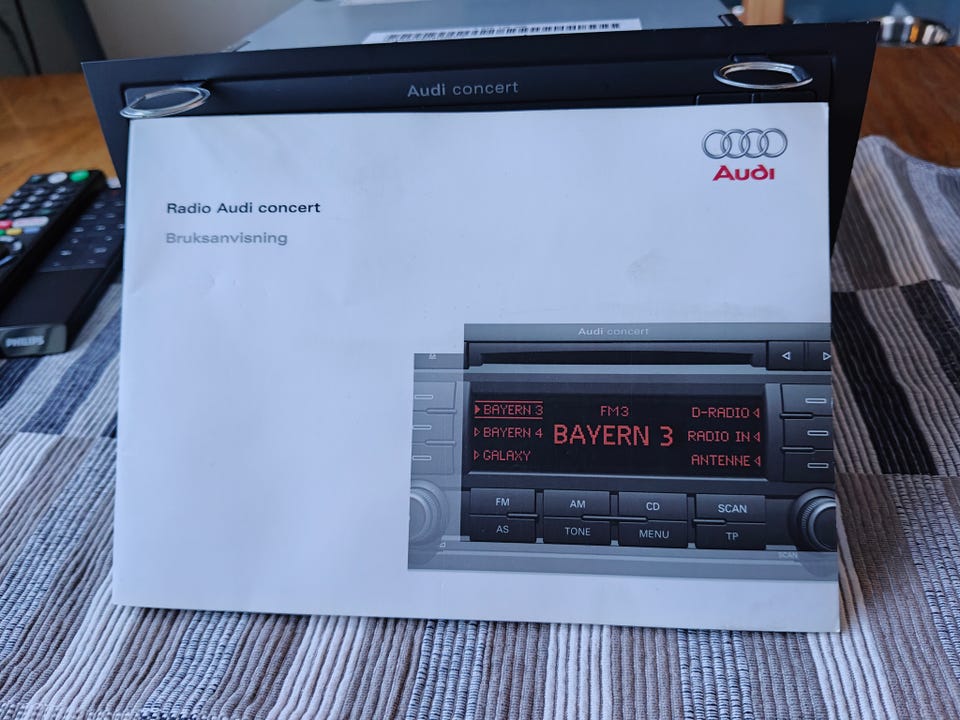 Audi concert
Audi
Radio Audi concert
Bruksanvisning
Audi concert
BAYERN 3
FM3
D-RADIO
BAYERN 4
BAYERN 3
RADIO IN
GALAXY
ANTENNE
FM
AM
CD
SCAN
AS
TONE
MENU
TP
SCAN
PHILIPS